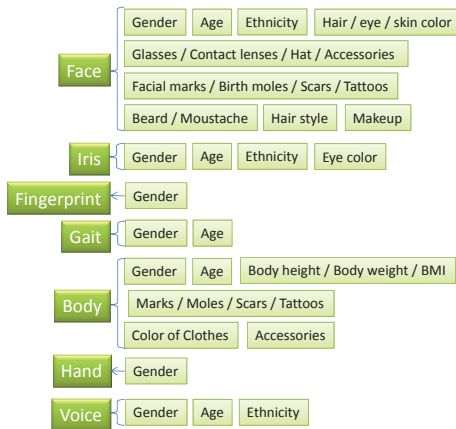 Gender Age Ethnicity Hair / eye / skin color
Glasses / Contact lenses / Hat / Accessories
Face
Facial marks / Birth moles / Scars / Tattoos
Beard / Moustache Hair style Makeup
Iris Gender Age Ethnicity Eye color
Fingerprint Gender
Gait Gender Age
Gender Age Body height / Body weight / BMI
Body Marks / Moles / Scars / Tattoos
Color of Clothes Accessories
Hand Gender
Voice Gender Age Ethnicity